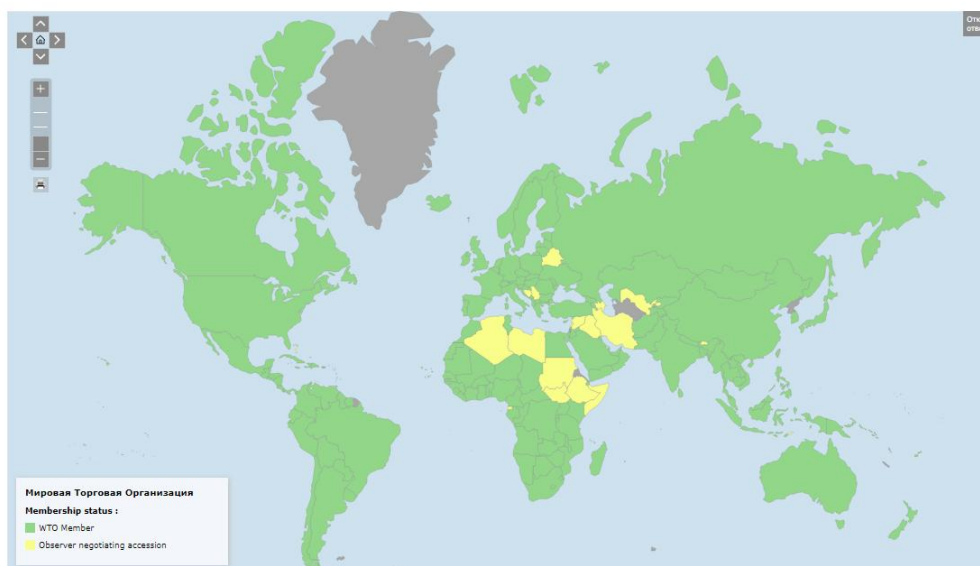 Мировая Торговая Организация
Membership status :
WTO Member
Observer negotiating accession